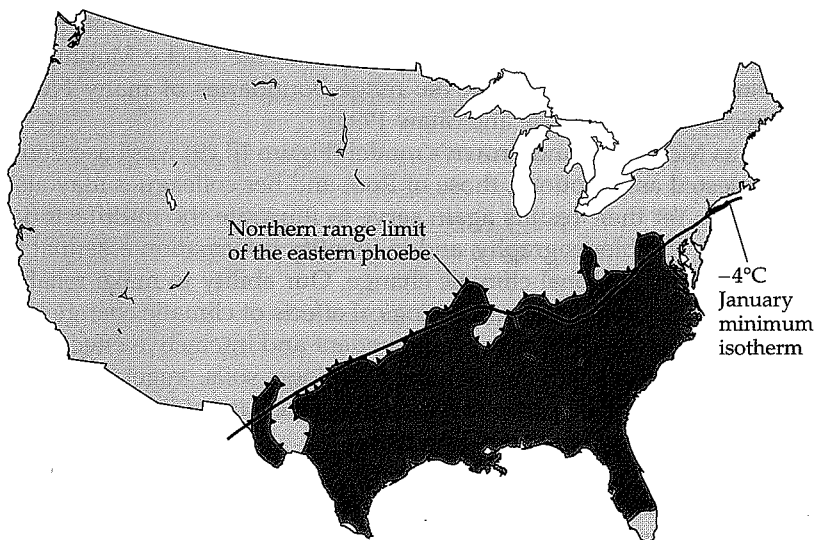 Northern range limit
of the eastern phoebe
–4°C
January
minimum
isotherm